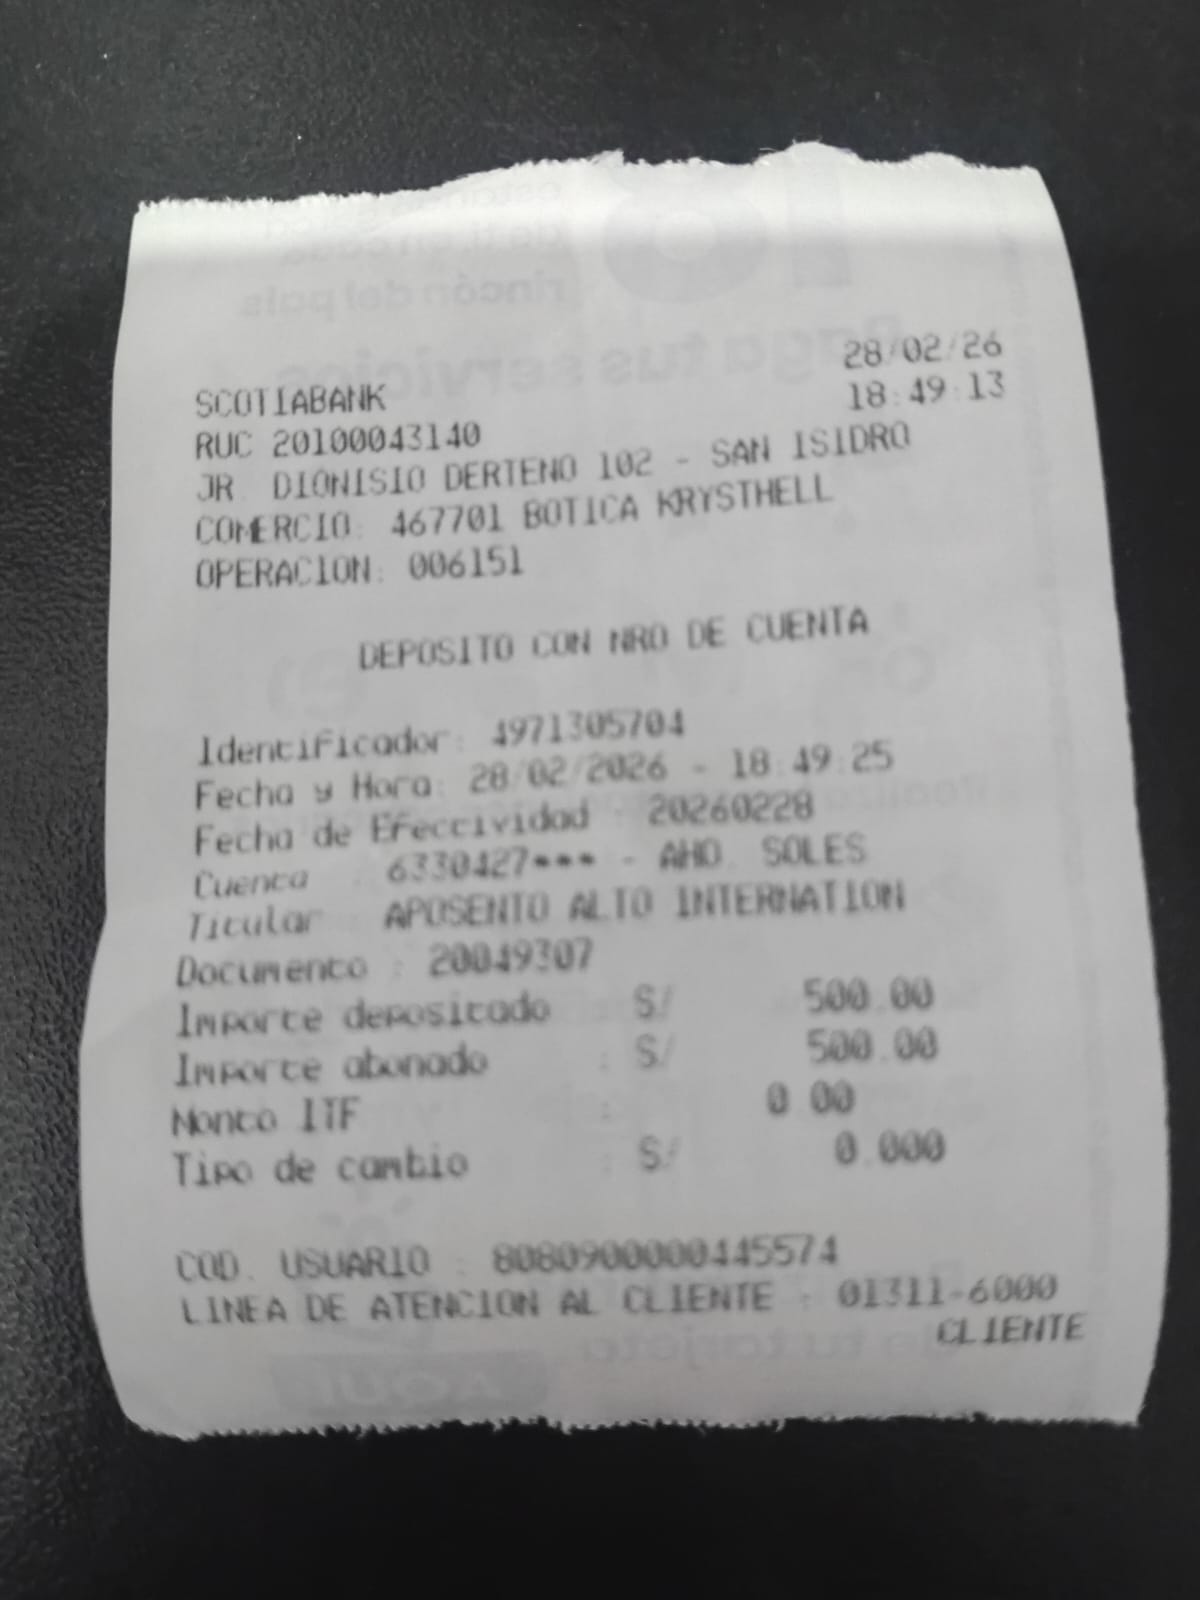 28/02/26
SCOTIABANK 18:49:13
RUC 20100043140
JR. DIONISIO DERTENO 102 - SAN ISIDRO
COMERCIO: 467701 BOTICA KRYSTHELL
OPERACION: 006151
DEPOSITO CON NRO DE CUENTA
Identificador: 4971305704
Fecha y Hora: 28/02/2026 - 18:49:25
Fecha de Efectividad : 20260228
Cuenta : 6330427*** - AHO. SOLES
Titular : APOSENTO ALTO INTERNATION
Documento : 20049307
Importe depositado : S/ 500.00
Importe abonado : S/ 500.00
Monto ITF : 0.00
Tipo de cambio : S/ 0.000
COD. USUARIO : 8080900000445574
LINEA DE ATENCION AL CLIENTE : 01311-6000
CLIENTE